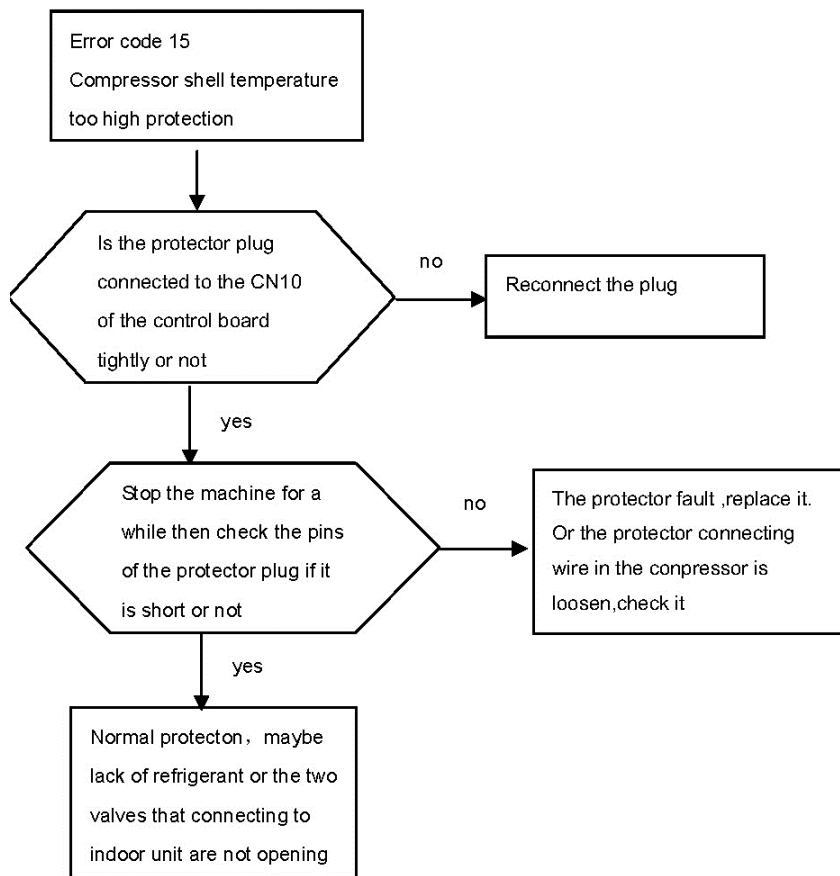 Error code 15
Compressor shell temperature
too high protection
Is the protector plug
connected to the CN10
of the control board
tightly or not
no
Reconnect the plug
yes
Stop the machine for a
while then check the pins
of the protector plug if it
is short or not
no
The protector fault ,replace it.
Or the protector connecting
wire in the conpressor is
loosen,check it
yes
Normal protecton，maybe
lack of refrigerant or the two
valves that connecting to
indoor unit are not opening